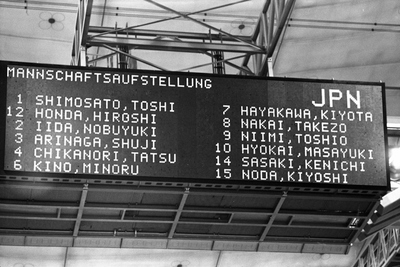 MANNSCHAFTSAUFSTELLUNG
JPN
1 SHIMOSATO,TOSHI
12 HONDA,HIROSHI
2 IIDA,NOBUYUKI
3 ARINAGA,SHUJI
4 CHIKANORI,TATSU
6 KINO,MINORU
7 HAYAKAWA,KIYOTA
8 NAKAI,TAKEZO
9 NIIMI,TOSHIO
10 HYOKAI,MASAYUKI
14 SASAKI,KENICHI
15 NODA,KIYOSHI